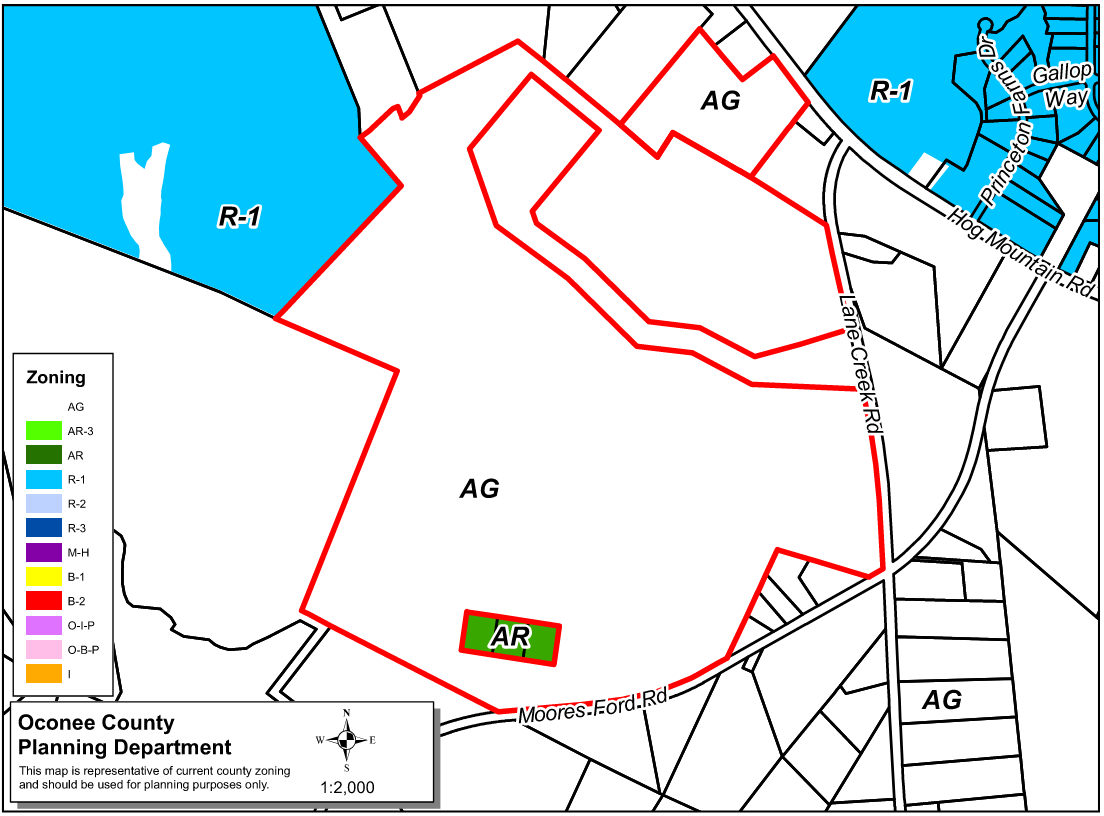 AG
R-1
Princeton Farms Dr
Gallop
Way
R-1
Hog Mountain Rd
Lane Creek Rd
Zoning
AG
AR-3
AR
R-1
R-2
R-3
M-H
B-1
B-2
O-I-P
O-B-P
I
AG
AR
AG
Moores Ford Rd
Oconee County
Planning Department
This map is representative of current county zoning
and should be used for planning purposes only.
N
W
E
S
1:2,000